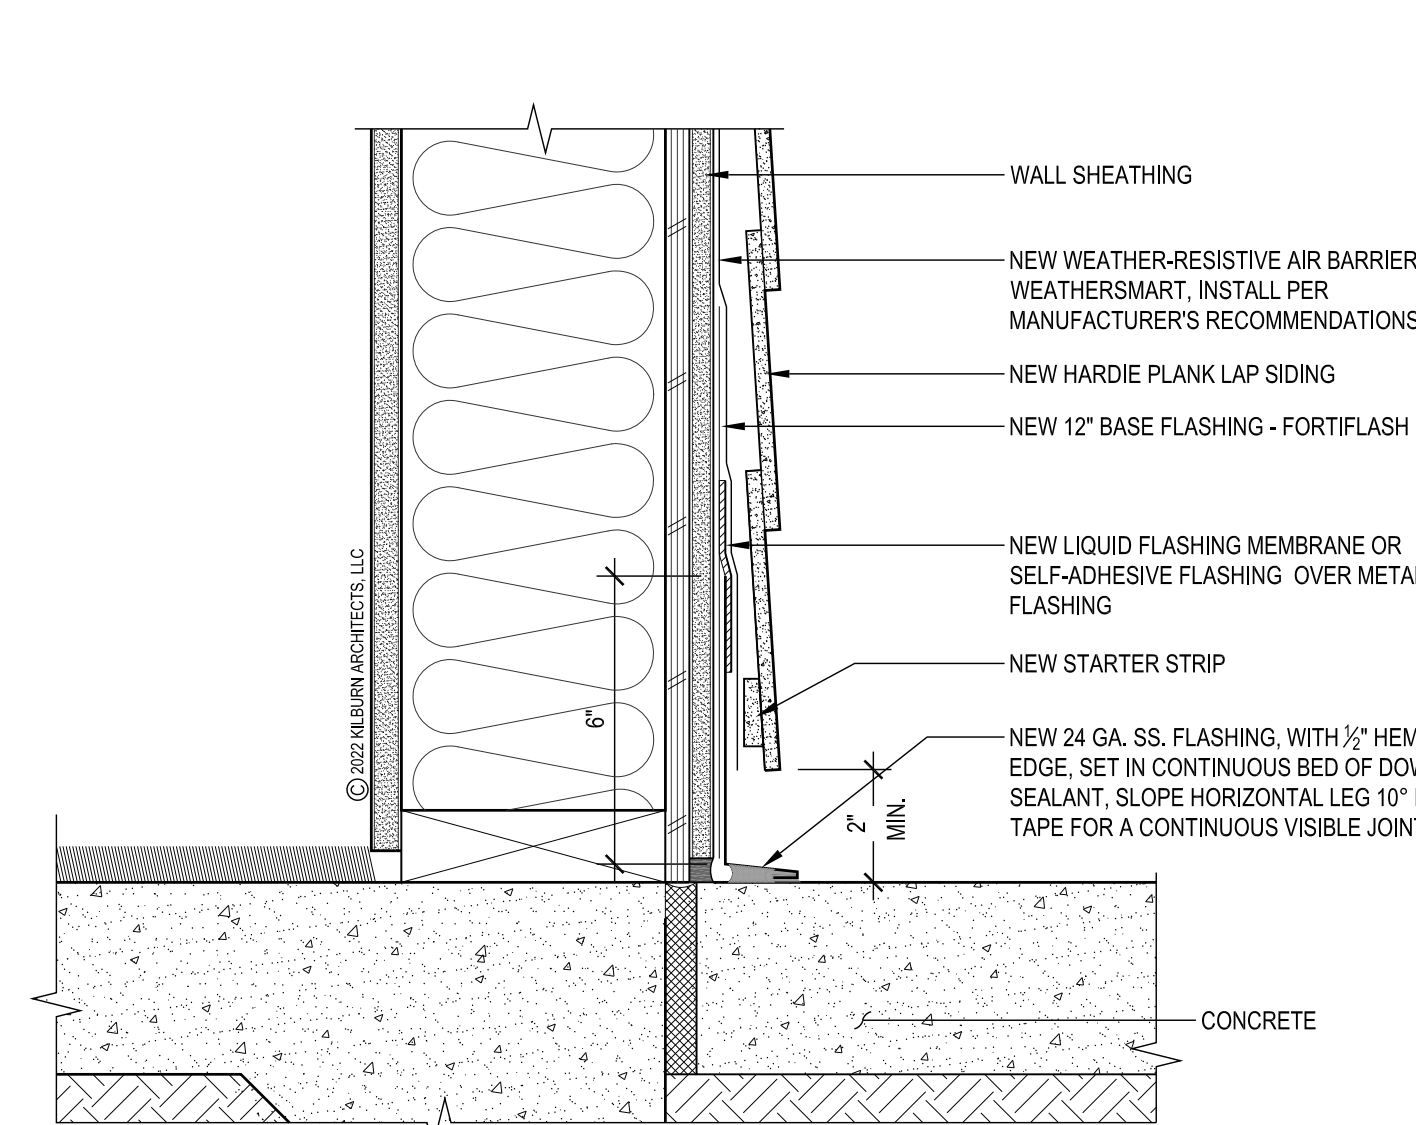 WALL SHEATHING
NEW WEATHER-RESISTIVE AIR BARRIER
WEATHERSMART, INSTALL PER
MANUFACTURER'S RECOMMENDATIONS
NEW HARDIE PLANK LAP SIDING
NEW 12" BASE FLASHING - FORTIFLASH
NEW LIQUID FLASHING MEMBRANE OR
SELF-ADHESIVE FLASHING OVER METAL
FLASHING
NEW STARTER STRIP
NEW 24 GA. SS. FLASHING, WITH ½" HEM
EDGE, SET IN CONTINUOUS BED OF
SEALANT, SLOPE HORIZONTAL LEG 10°
TAPE FOR A CONTINUOUS VISIBLE JOINT
CONCRETE
© 2022 KILBURN ARCHITECTS, LLC
6"
2"
MIN.